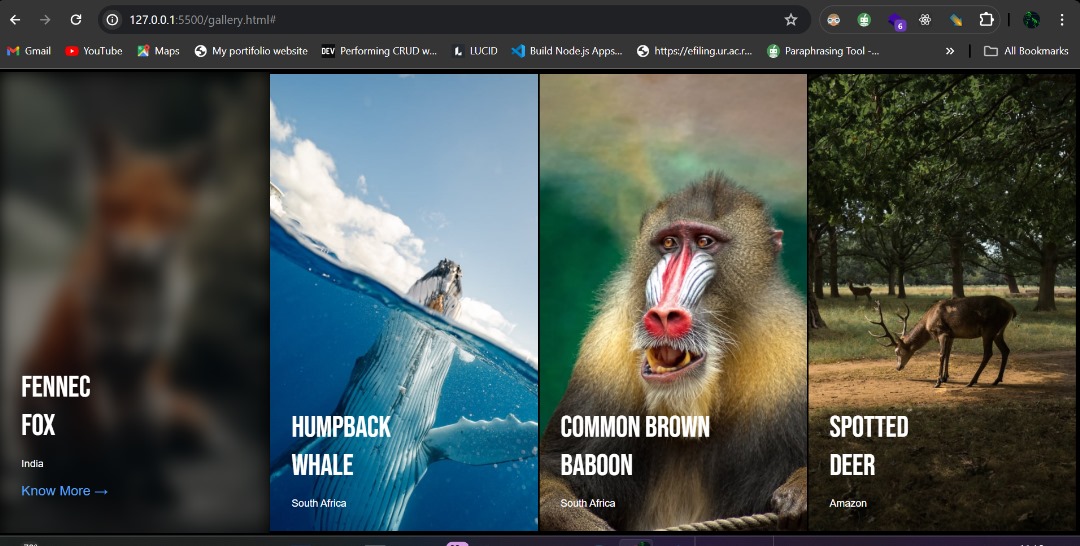 127.0.0.1:5500/gallery.html#
6
Gmail
YouTube
Maps
My portifolio website
DEV
Performing CRUD w...
LUCID
Build Node.js Apps...
https://efiling.ur.ac.r...
Paraphrasing Tool -...
»
All Bookmarks
FENNEC
FOX
India
Know More →
HUMPBACK
WHALE
South Africa
COMMON BROWN
BABOON
South Africa
SPOTTED
DEER
Amazon